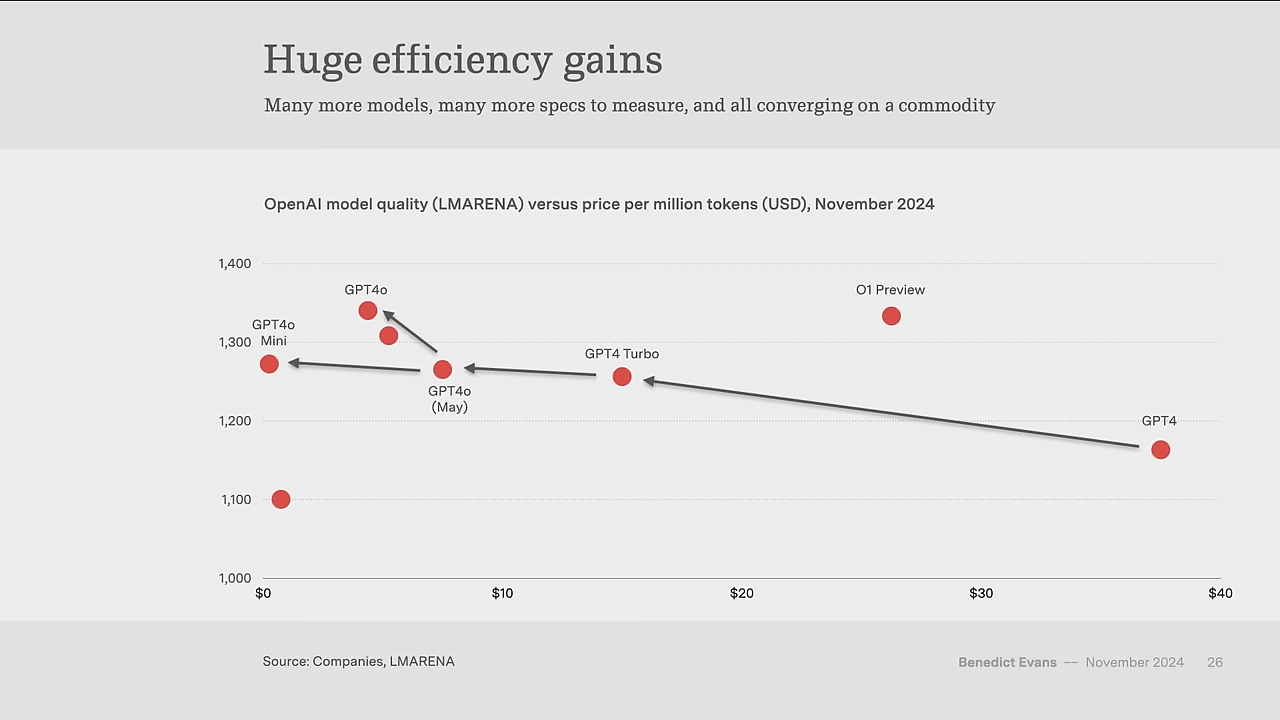 Huge efficiency gains
Many more models, many more specs to measure, and all converging on a commodity
OpenAI model quality (LMARENA) versus price per million tokens (USD), November 2024
1,400
GPT4o
O1 Preview
GPT4o
Mini
1,300
GPT4 Turbo
GPT4o
(May)
1,200
GPT4
1,100
1,000
$0
$10
$20
$30
$40
Source: Companies, LMARENA
Benedict Evans –– November 2024 26